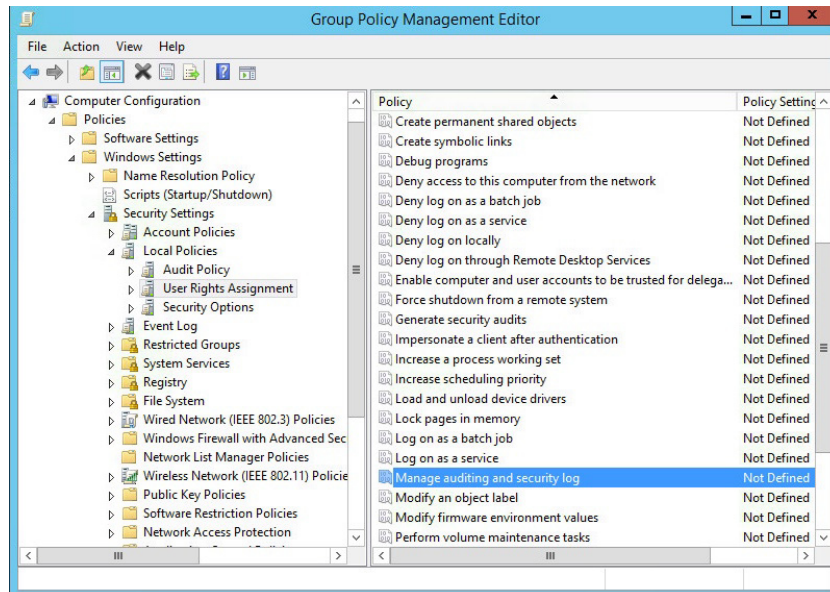 Group Policy Management Editor
File Action View Help
Computer Configuration
Policies
Software Settings
Windows Settings
Name Resolution Policy
Scripts (Startup/Shutdown)
Security Settings
Account Policies
Local Policies
Audit Policy
User Rights Assignment
Security Options
Event Log
Restricted Groups
System Services
Registry
File System
Wired Network (IEEE 802.3) Policies
Windows Firewall with Advanced Sec
Network List Manager Policies
Wireless Network (IEEE 802.11) Policie
Public Key Policies
Software Restriction Policies
Network Access Protection
Policy Policy Setting
Create permanent shared objects Not Defined
Create symbolic links Not Defined
Debug programs Not Defined
Deny access to this computer from the network Not Defined
Deny log on as a batch job Not Defined
Deny log on as a service Not Defined
Deny log on locally Not Defined
Deny log on through Remote Desktop Services Not Defined
Enable computer and user accounts to be trusted for delega... Not Defined
Force shutdown from a remote system Not Defined
Generate security audits Not Defined
Impersonate a client after authentication Not Defined
Increase a process working set Not Defined
Increase scheduling priority Not Defined
Load and unload device drivers Not Defined
Lock pages in memory Not Defined
Log on as a batch job Not Defined
Log on as a service Not Defined
Manage auditing and security log Not Defined
Modify an object label Not Defined
Modify firmware environment values Not Defined
Perform volume maintenance tasks Not Defined